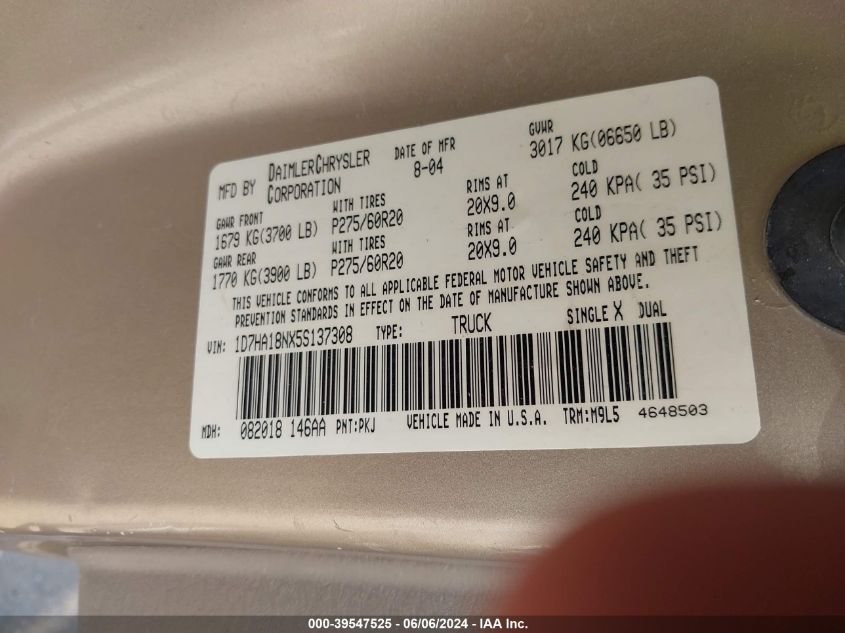 MFD BY DAIMLERCHRYSLER CORPORATION DATE OF MFR 8-04 GVWR 3017 KG(06650 LB)
GAWR FRONT WITH TIRES RIMS AT COLD
1679 KG(3700 LB) P275/60R20 20X9.0 240 KPA( 35 PSI)
GAWR REAR WITH TIRES RIMS AT COLD
1770 KG(3900 LB) P275/60R20 20X9.0 240 KPA( 35 PSI)
THIS VEHICLE CONFORMS TO ALL APPLICABLE FEDERAL MOTOR VEHICLE SAFETY AND THEFT
PREVENTION STANDARDS IN EFFECT ON THE DATE OF MANUFACTURE SHOWN ABOVE.
VIN: 1D7HA18NX5S137308 TYPE: TRUCK SINGLE X DUAL
MDH: 082018 146AA PNT:PKJ VEHICLE MADE IN U.S.A. TRM:M9L5 4648503
000-39547525 - 06/06/2024 - IAA Inc.